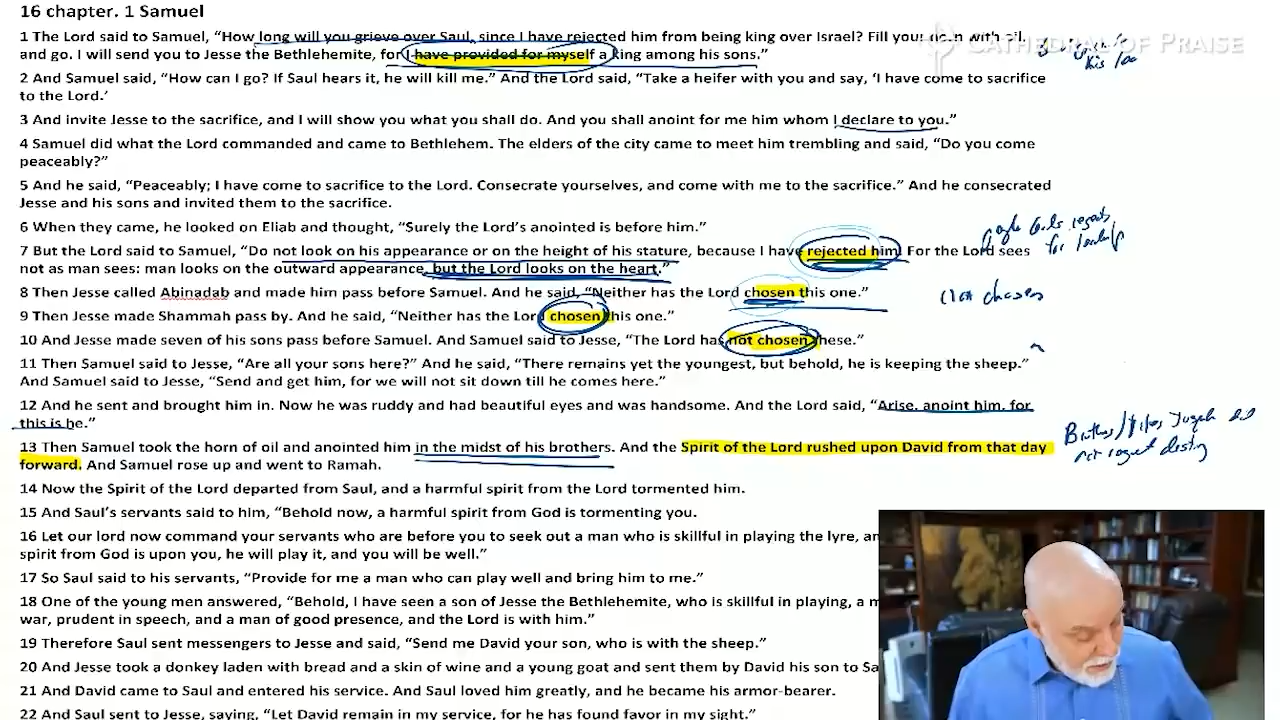 16 chapter. 1 Samuel
CATHEDRAL OF PRAISE
1 The Lord said to Samuel, “How long will you grieve over Saul, since I have rejected him from being king over Israel? Fill your horn with oil,
and go. I will send you to Jesse the Bethlehemite, for I have provided for myself a king among his sons.”
his
2 And Samuel said, “How can I go? If Saul hears it, he will kill me.” And the Lord said, “Take a heifer with you and say, ‘I have come to sacrifice
to the Lord.’
3 And invite Jesse to the sacrifice, and I will show you what you shall do. And you shall anoint for me him whom I declare to you.”
4 Samuel did what the Lord commanded and came to Bethlehem. The elders of the city came to meet him trembling and said, “Do you come
peaceably?”
5 And he said, “Peaceably; I have come to sacrifice to the Lord. Consecrate yourselves, and come with me to the sacrifice.” And he consecrated
Jesse and his sons and invited them to the sacrifice.
6 When they came, he looked on Eliab and thought, “Surely the Lord’s anointed is before him.”
7 But the Lord said to Samuel, “Do not look on his appearance or on the height of his stature, because I have rejected him. For the Lord sees
not as man sees: man looks on the outward appearance, but the Lord looks on the heart.”
for leadership
8 Then Jesse called Abinadab and made him pass before Samuel. And he said, “Neither has the Lord chosen this one.”
not chosen
9 Then Jesse made Shammah pass by. And he said, “Neither has the Lord chosen this one.”
10 And Jesse made seven of his sons pass before Samuel. And Samuel said to Jesse, “The Lord has not chosen these.”
11 Then Samuel said to Jesse, “Are all your sons here?” And he said, “There remains yet the youngest, but behold, he is keeping the sheep.”
And Samuel said to Jesse, “Send and get him, for we will not sit down till he comes here.”
12 And he sent and brought him in. Now he was ruddy and had beautiful eyes and was handsome. And the Lord said, “Arise, anoint him, for
this is he.”
Brothers/ Joseph did
not destiny
13 Then Samuel took the horn of oil and anointed him in the midst of his brothers. And the Spirit of the Lord rushed upon David from that day
forward. And Samuel rose up and went to Ramah.
14 Now the Spirit of the Lord departed from Saul, and a harmful spirit from the Lord tormented him.
15 And Saul’s servants said to him, “Behold now, a harmful spirit from God is tormenting you.
16 Let our lord now command your servants who are before you to seek out a man who is skillful in playing the lyre, an
spirit from God is upon you, he will play it, and you will be well.”
17 So Saul said to his servants, “Provide for me a man who can play well and bring him to me.”
18 One of the young men answered, “Behold, I have seen a son of Jesse the Bethlehemite, who is skillful in playing, a m
war, prudent in speech, and a man of good presence, and the Lord is with him.”
19 Therefore Saul sent messengers to Jesse and said, “Send me David your son, who is with the sheep.”
20 And Jesse took a donkey laden with bread and a skin of wine and a young goat and sent them by David his son to Sa
21 And David came to Saul and entered his service. And Saul loved him greatly, and he became his armor-bearer.
22 And Saul sent to Jesse, saying, “Let David remain in my service, for he has found favor in my sight.”